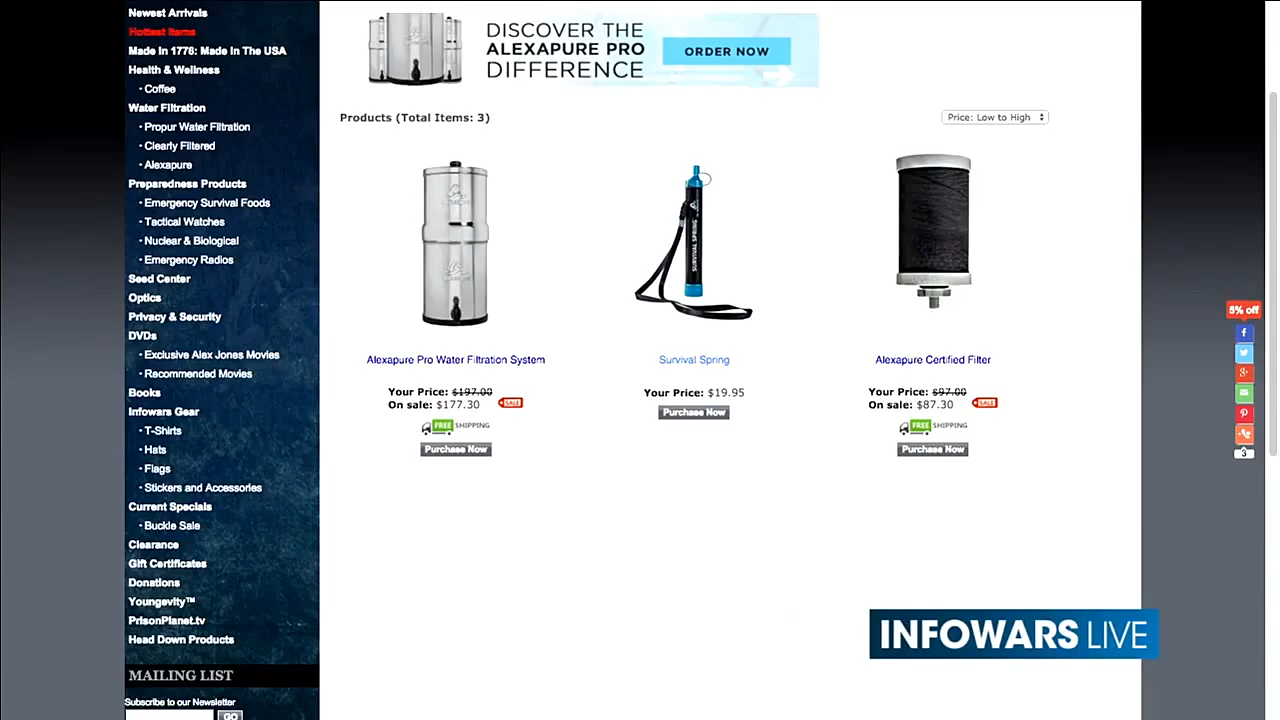 Newest Arrivals
Hottest Items
Made In 1776: Made In The USA
Health & Wellness
• Coffee
Water Filtration
• Propur Water Filtration
• Clearly Filtered
• Alexapure
Preparedness Products
• Emergency Survival Foods
• Tactical Watches
• Nuclear & Biological
• Emergency Radios
Seed Center
Optics
Privacy & Security
DVDs
• Exclusive Alex Jones Movies
• Recommended Movies
Books
Infowars Gear
• T-Shirts
• Hats
• Flags
• Stickers and Accessories
Current Specials
• Buckle Sale
Clearance
Gift Certificates
Donations
Youngevity™
PrisonPlanet.tv
Head Down Products
MAILING LIST
Subscribe to our Newsletter
GO
DISCOVER THE
ALEXAPURE PRO
DIFFERENCE
ORDER NOW
Products (Total Items: 3)
Price: Low to High
SURVIVAL SPRING
Alexapure Pro Water Filtration System
Your Price: $197.00
On sale: $177.30
SALE
FREE SHIPPING
Purchase Now
Survival Spring
Your Price: $19.95
Purchase Now
Alexapure Certified Filter
Your Price: $97.00
On sale: $87.30
SALE
FREE SHIPPING
Purchase Now
5% off
3
INFOWARS LIVE